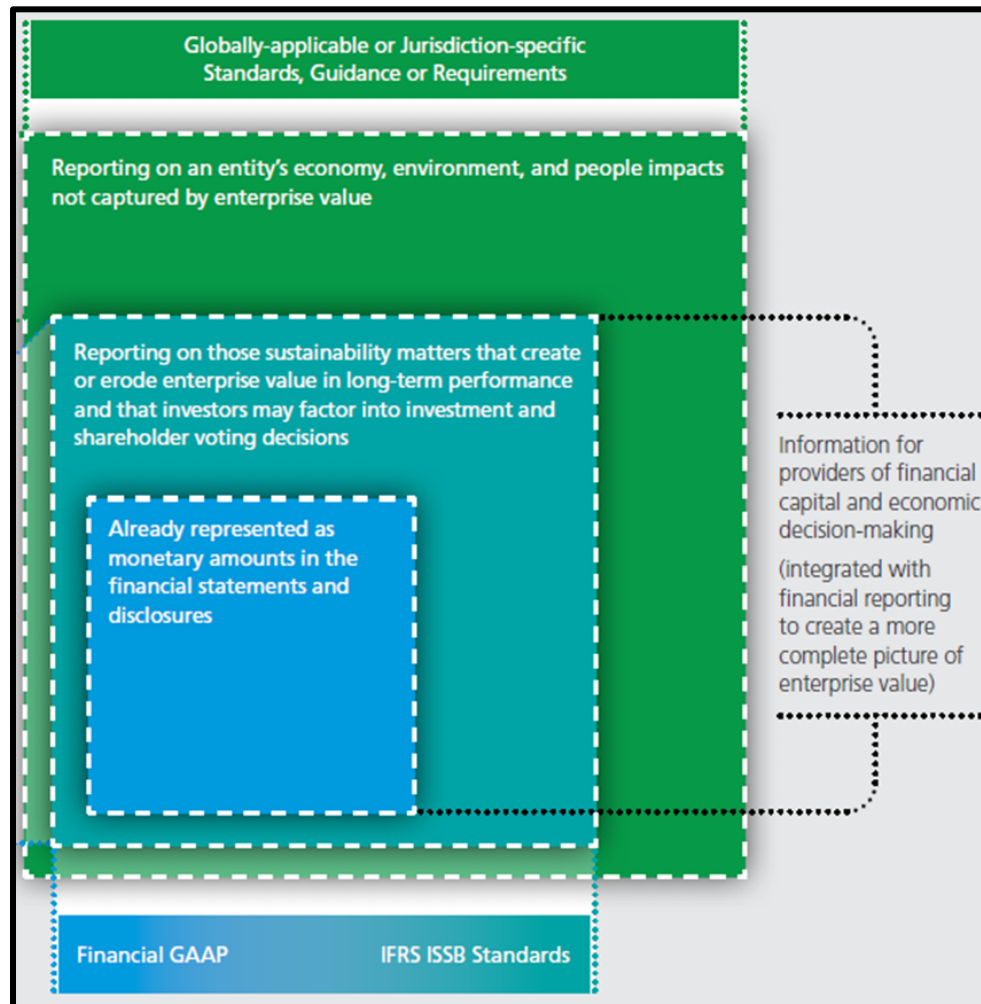 Globally-applicable or Jurisdiction-specific
Standards, Guidance or Requirements
Reporting on an entity's economy, environment, and people impacts
not captured by enterprise value
Reporting on those sustainability matters that create
or erode enterprise value in long-term performance
and that investors may factor into investment and
shareholder voting decisions
Already represented as
monetary amounts in the
financial statements and
disclosures
Information for
providers of financial
capital and economic
decision-making
(integrated with
financial reporting
to create a more
complete picture of
enterprise value)
Financial GAAP
IFRS ISSB Standards